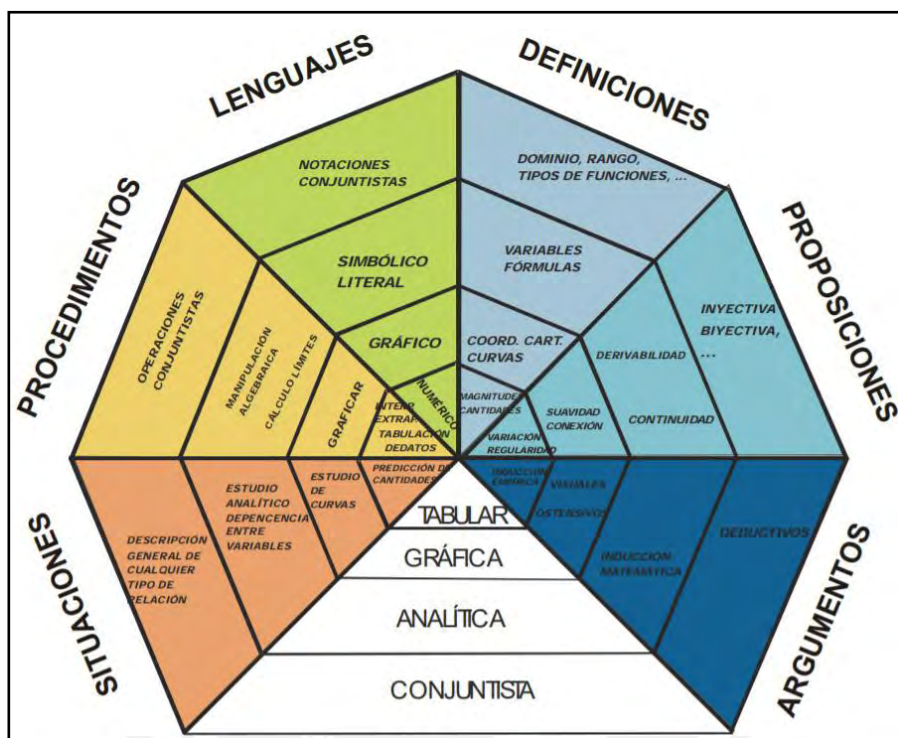 LENGUAJES
DEFINICIONES
PROCEDIMIENTOS
PROPOSICIONES
SITUACIONES
ARGUMENTOS
NOTACIONES
CONJUNTISTAS
SIMBÓLICO
LITERAL
GRÁFICO
NUMÉRICO
DOMINIO, RANGO,
TIPOS DE FUNCIONES, ...
VARIABLES
FÓRMULAS
COORD. CART.
CURVAS
MAGNITUDES
CANTIDADES
INYECTIVA
BIYECTIVA,
...
DERIVABILIDAD
CONTINUIDAD
SUAVIDAD
CONEXIÓN
VARIACIÓN
REGULARIDAD
OPERACIONES
CONJUNTISTAS
MANIPULACIÓN
ALGEBRAICA
CÁLCULO LÍMITES
GRAFICAR
EXTRAP.
TABULACIÓN
DEDATOS
DESCRIPCIÓN
GENERAL DE
CUALQUIER
TIPO DE
RELACIÓN
ESTUDIO
ANALÍTICO
DEPENCENCIA
ENTRE
VARIABLES
ESTUDIO
DE
CURVAS
PREDICCIÓN DE
CANTIDADES
INDUCCIÓN
EMPÍRICA
VISUALES
OSTENSIVOS
INDUCCIÓN
MATEMÁTICA
DEDUCTIVOS
TABULAR
GRÁFICA
ANALÍTICA
CONJUNTISTA